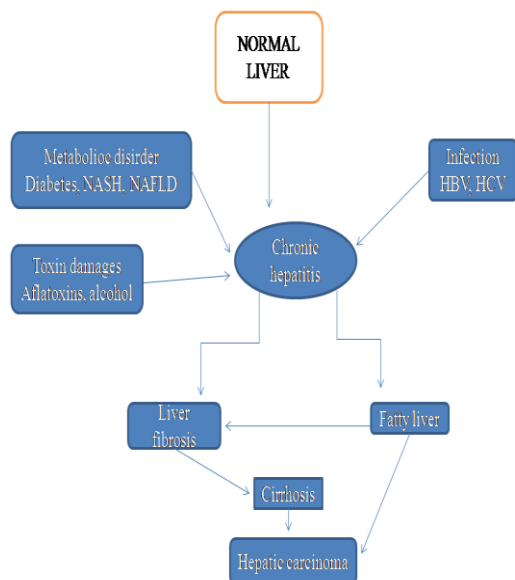 NORMAL
LIVER
Metabolioc disirder
Diabetes, NASH. NAFLD
Infection
HBV, HCV
Chronic
hepatitis
Toxin damages
Aflatoxins, alcohol
Liver
fibrosis
Fatty liver
Cirrhosis
Hepatic carcinoma